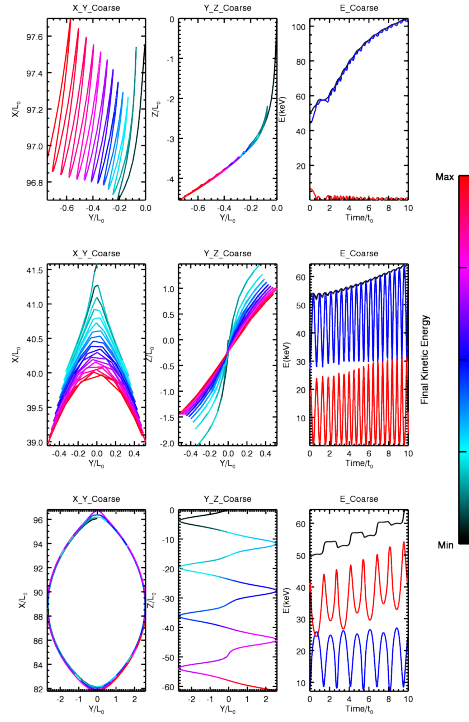 X_Y_Coarse Y_Z_Coarse E_Coarse
97.6
97.4
97.2
97.0
96.8
X/L₀
-0.6 -0.4 -0.2 0.0
Y/L₀
0
-1
-2
-3
-4
Z/L₀
-0.6 -0.4 -0.2 0.0
Y/L₀
100
80
60
40
20
E(keV)
0 2 4 6 8 10
Time/t₀
X_Y_Coarse Y_Z_Coarse E_Coarse
41.5
41.0
40.5
40.0
39.5
39.0
X/L₀
-0.4 -0.2 0.0 0.2 0.4
Y/L₀
1.5
1.0
0.5
0.0
-0.5
-1.0
-1.5
-2.0
Z/L₀
-0.4 -0.2 0.0 0.2 0.4
Y/L₀
60
50
40
30
20
10
E(keV)
0 2 4 6 8 10
Time/t₀
X_Y_Coarse Y_Z_Coarse E_Coarse
96
94
92
90
88
86
84
82
X/L₀
-2 -1 0 1 2
Y/L₀
0
-10
-20
-30
-40
-50
-60
Z/L₀
-2 -1 0 1 2
Y/L₀
60
50
40
30
20
10
E(keV)
0 2 4 6 8 10
Time/t₀
Max
Final Kinetic Energy
Min